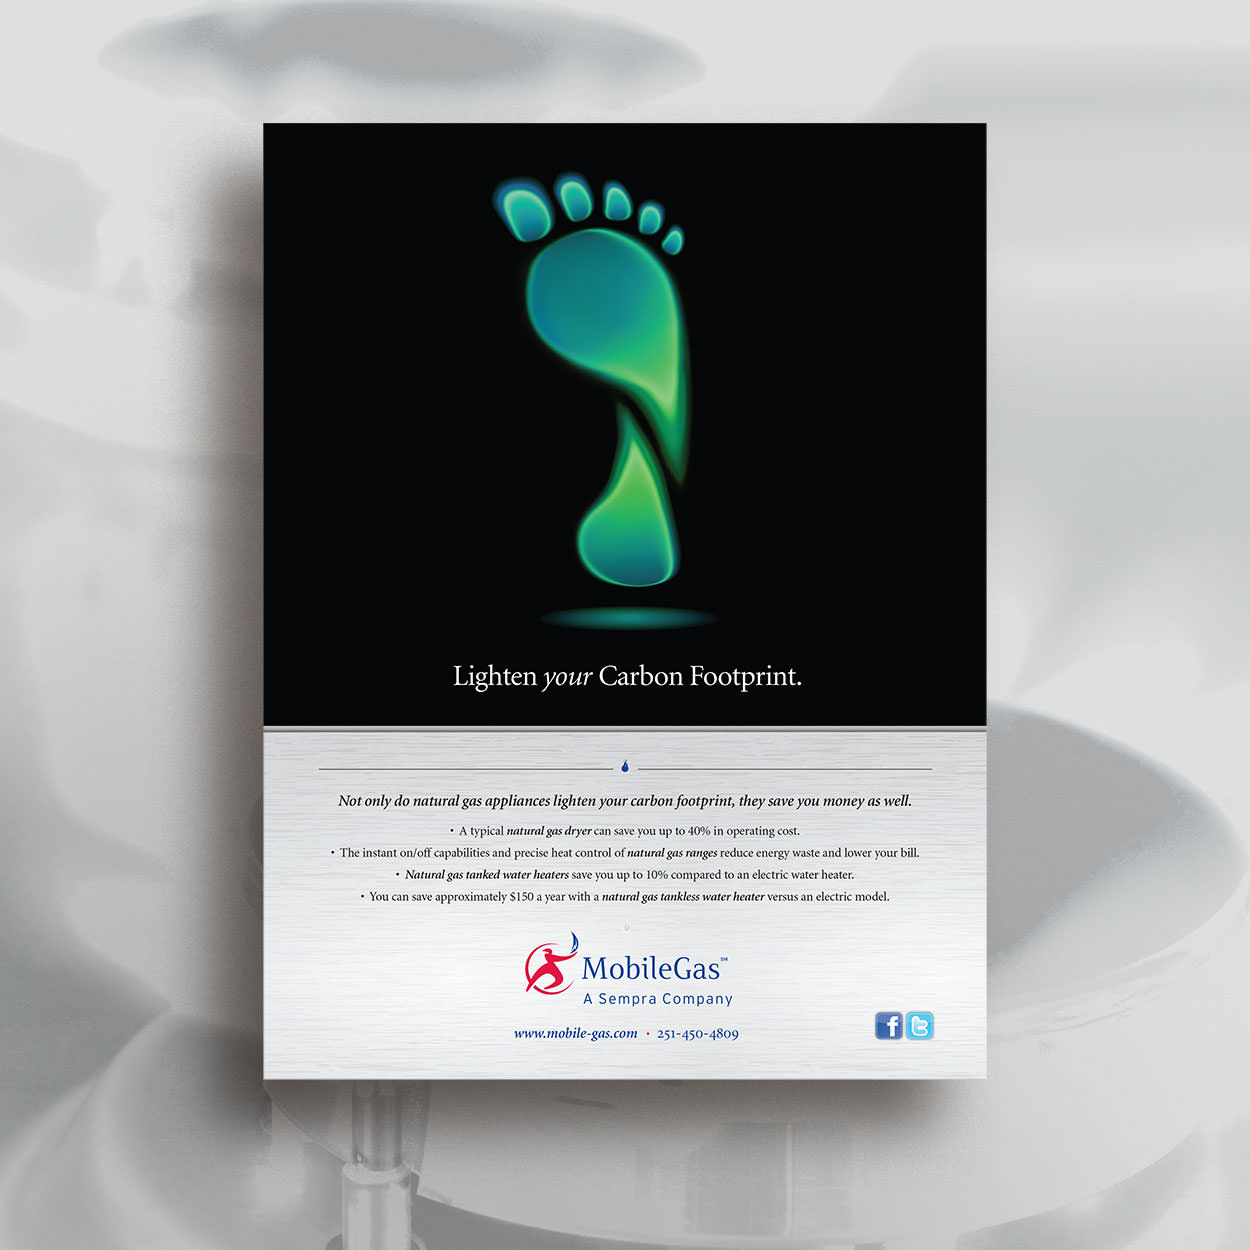 Lighten your Carbon Footprint.
Not only do natural gas appliances lighten your carbon footprint, they save you money as well.
• A typical natural gas dryer can save you up to 40% in operating cost.
• The instant on/off capabilities and precise heat control of natural gas ranges reduce energy waste and lower your bill.
• Natural gas tanked water heaters save you up to 10% compared to an electric water heater.
• You can save approximately $150 a year with a natural gas tankless water heater versus an electric model.
MobileGas℠
A Sempra Company
www.mobile-gas.com • 251-450-4809
f t